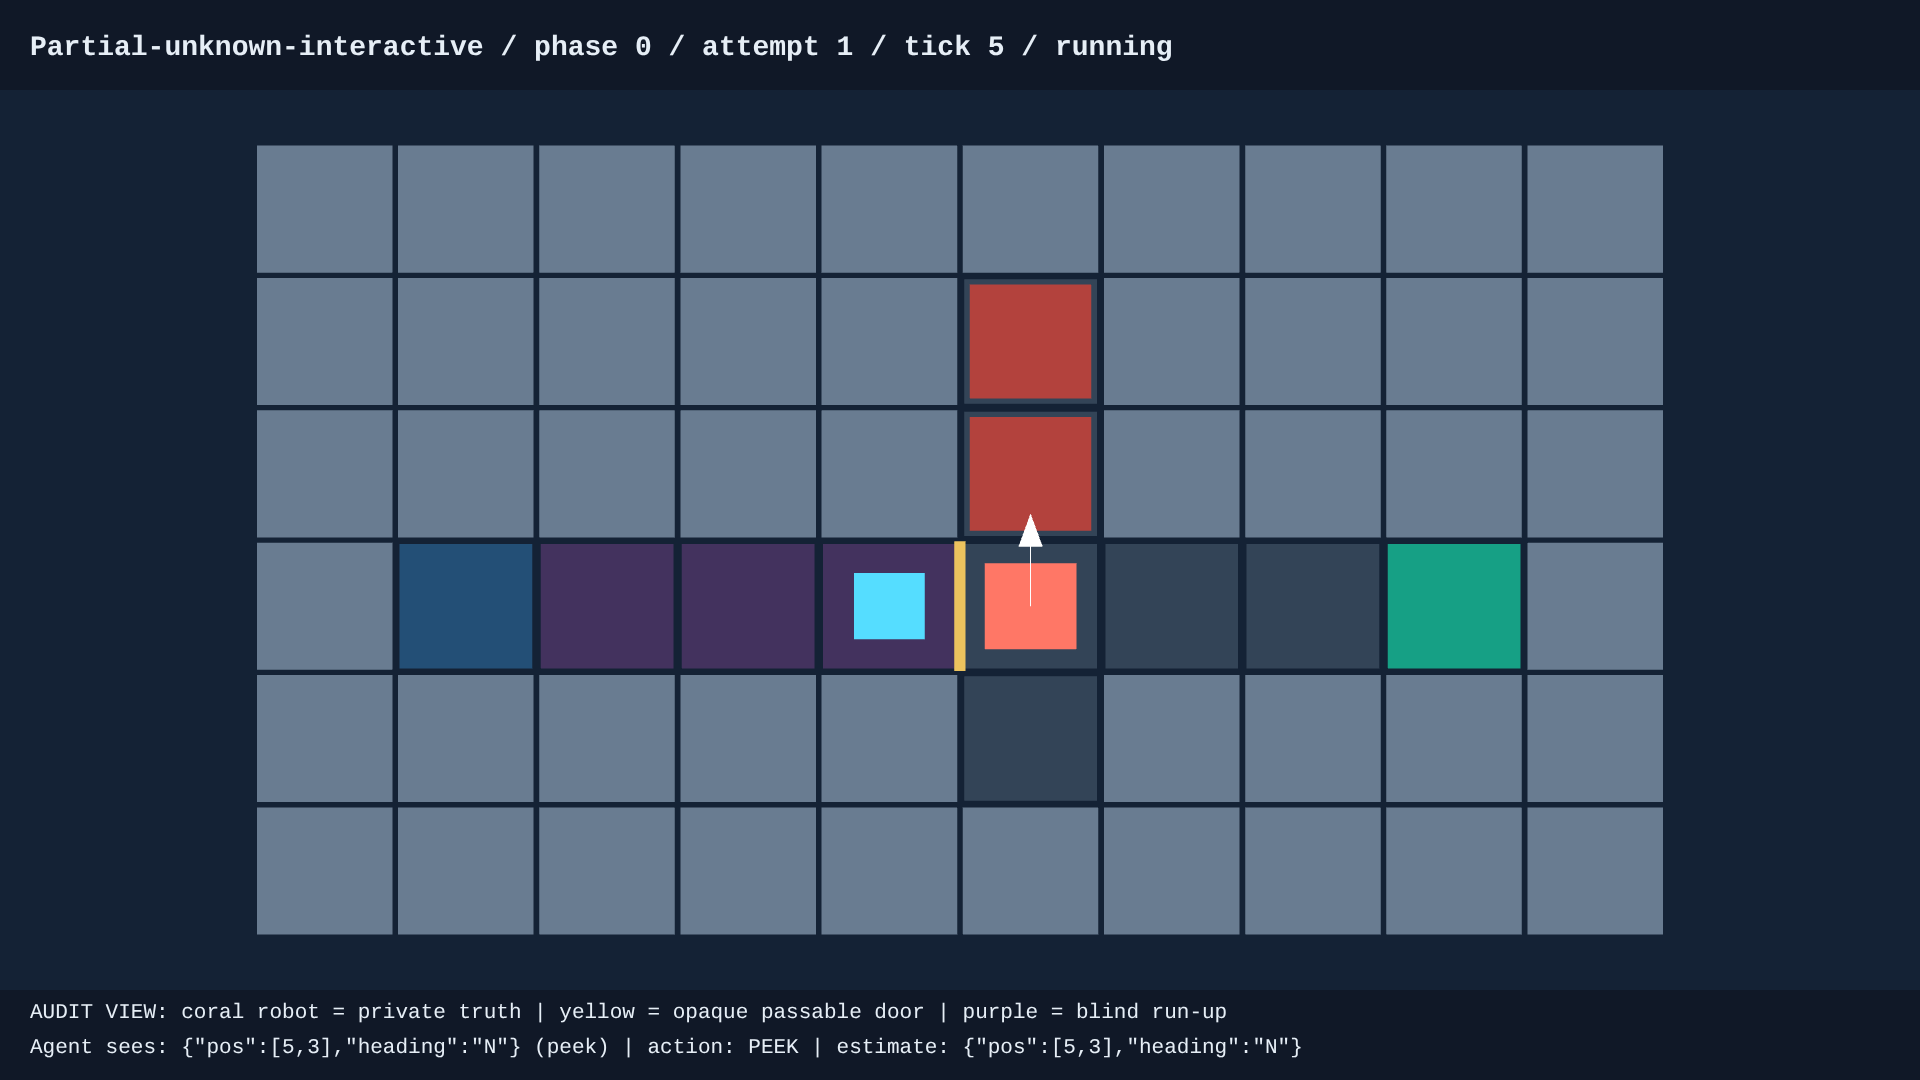 Partial-unknown-interactive / phase 0 / attempt 1 / tick 5 / running
AUDIT VIEW: coral robot = private truth | yellow = opaque passable door | purple = blind run-up
Agent sees: {"pos":[5,3],"heading":"N"} (peek) | action: PEEK | estimate: {"pos":[5,3],"heading":"N"}